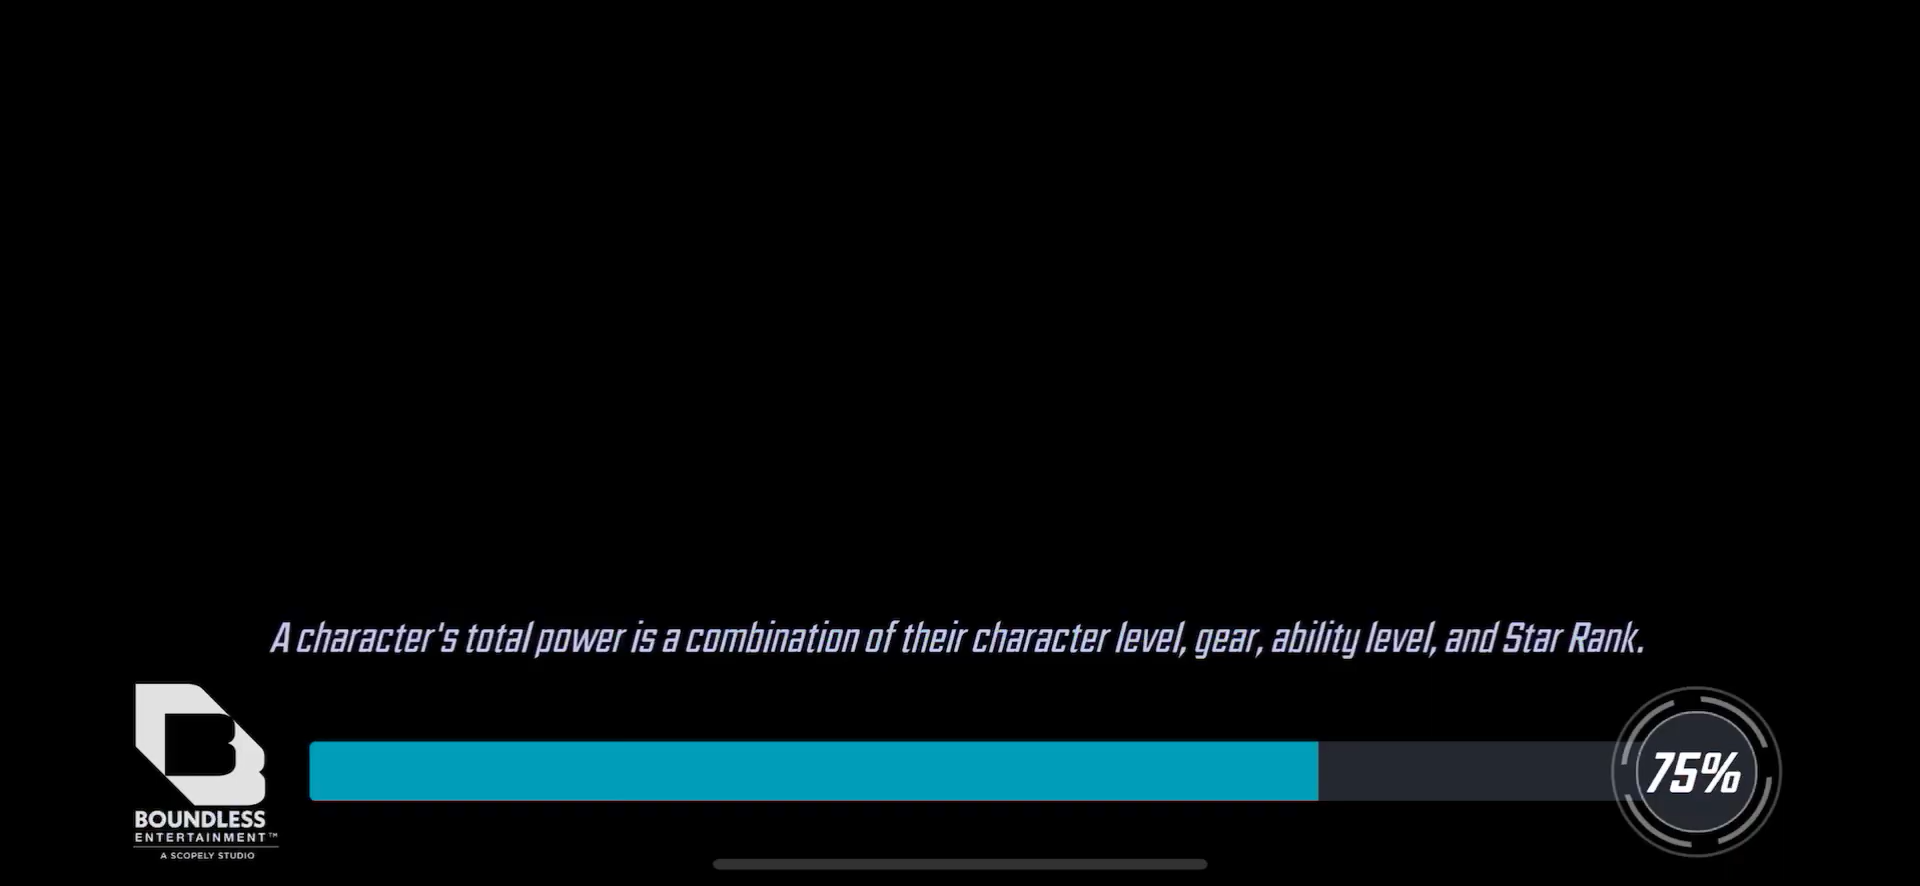 A character's total power is a combination of their character level, gear, ability level, and Star Rank.
75%
BOUNDLESS
ENTERTAINMENT™
A SCOPELY STUDIO